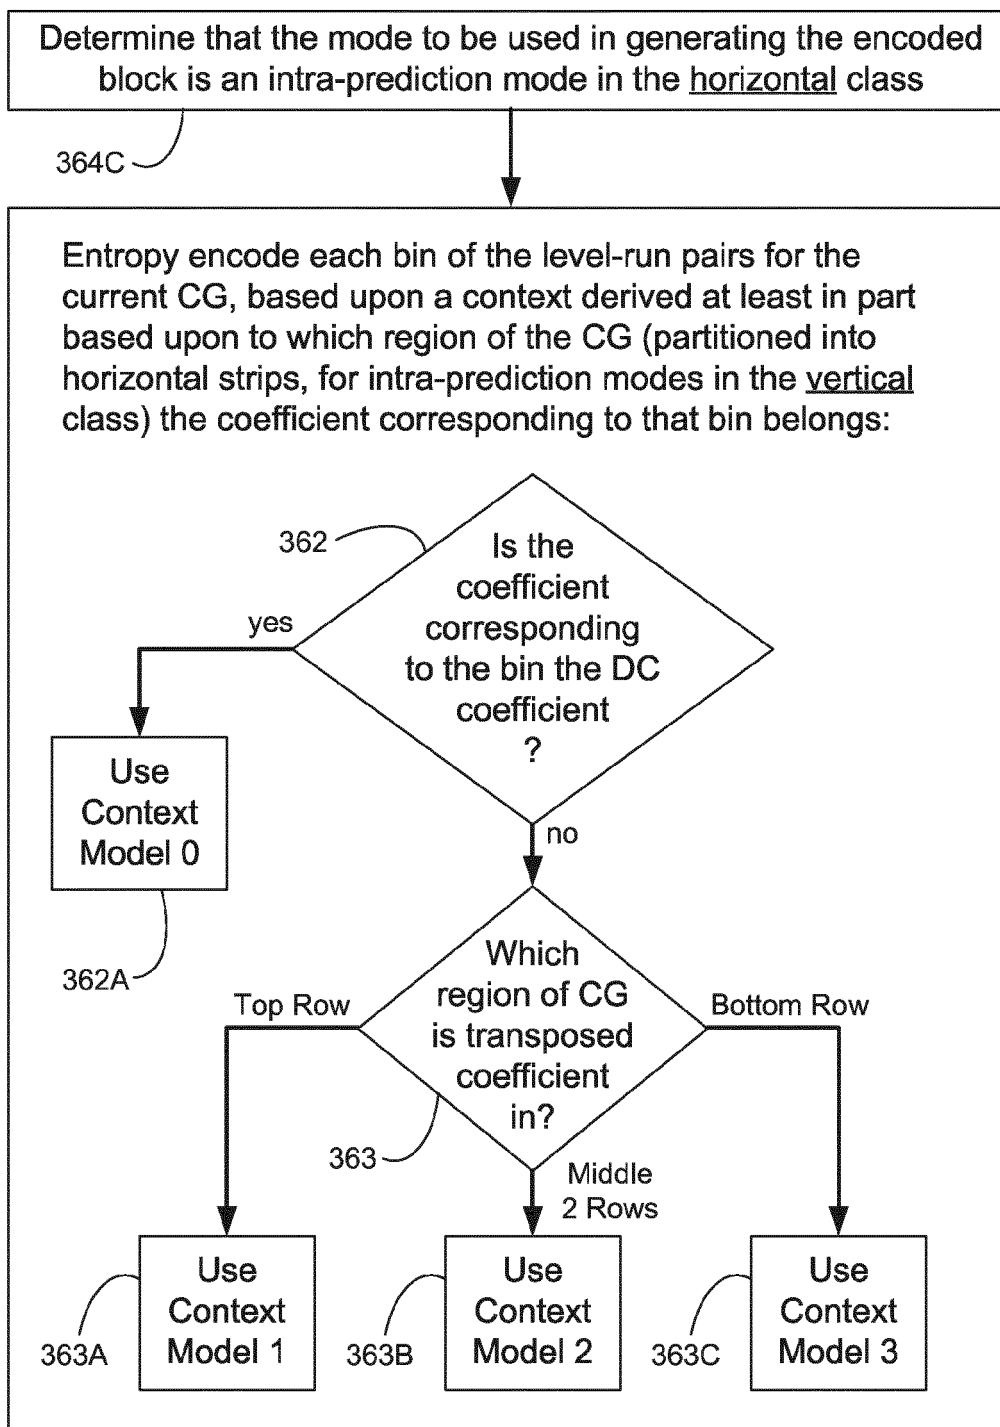 Determine that the mode to be used in generating the encoded
block is an intra-prediction mode in the horizontal class
364C
Entropy encode each bin of the level-run pairs for the
current CG, based upon a context derived at least in part
based upon to which region of the CG (partitioned into
horizontal strips, for intra-prediction modes in the vertical
class) the coefficient corresponding to that bin belongs:
362
Is the
coefficient
corresponding
to the bin the DC
coefficient
?
yes
Use
Context
Model 0
362A
no
Which
region of CG
is transposed
coefficient
in?
363
Top Row
Bottom Row
Middle
2 Rows
Use
Context
Model 1
363A
Use
Context
Model 2
363B
Use
Context
Model 3
363C